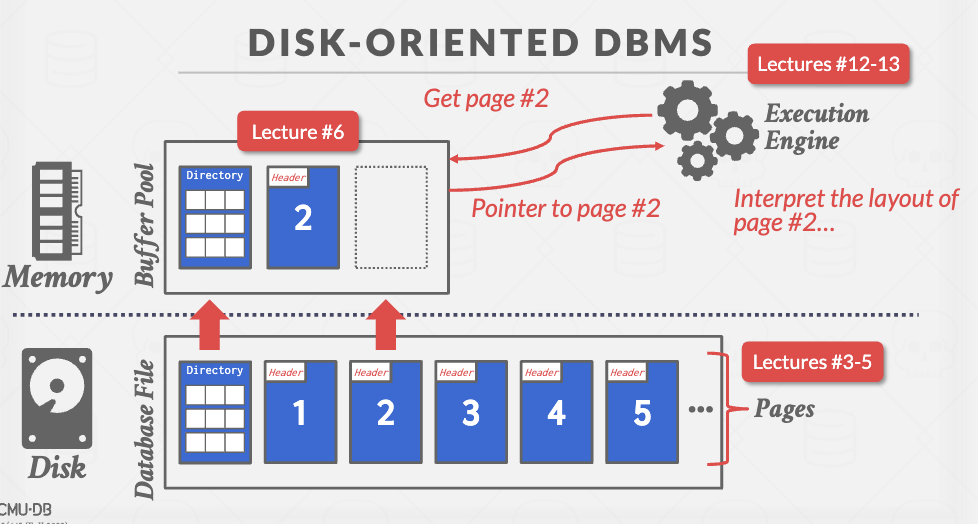 DISK-ORIENTED DBMS
Lectures #12-13
Get page #2
Execution
Engine
Lecture #6
Directory
Header
2
Buffer Pool
Memory
Pointer to page #2
Interpret the layout of
page #2...
Directory
Header
1
Header
2
Header
3
Header
4
Header
5
...
Lectures #3-5
Pages
Database File
Disk
CMU·DB